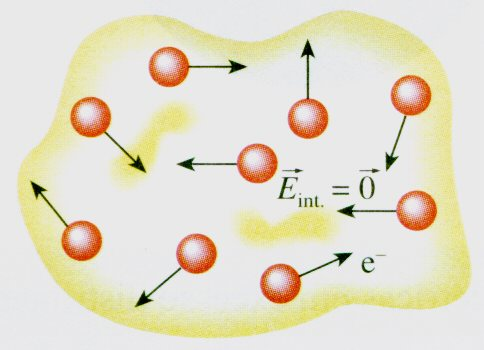 E⃗int. = 0⃗
e⁻